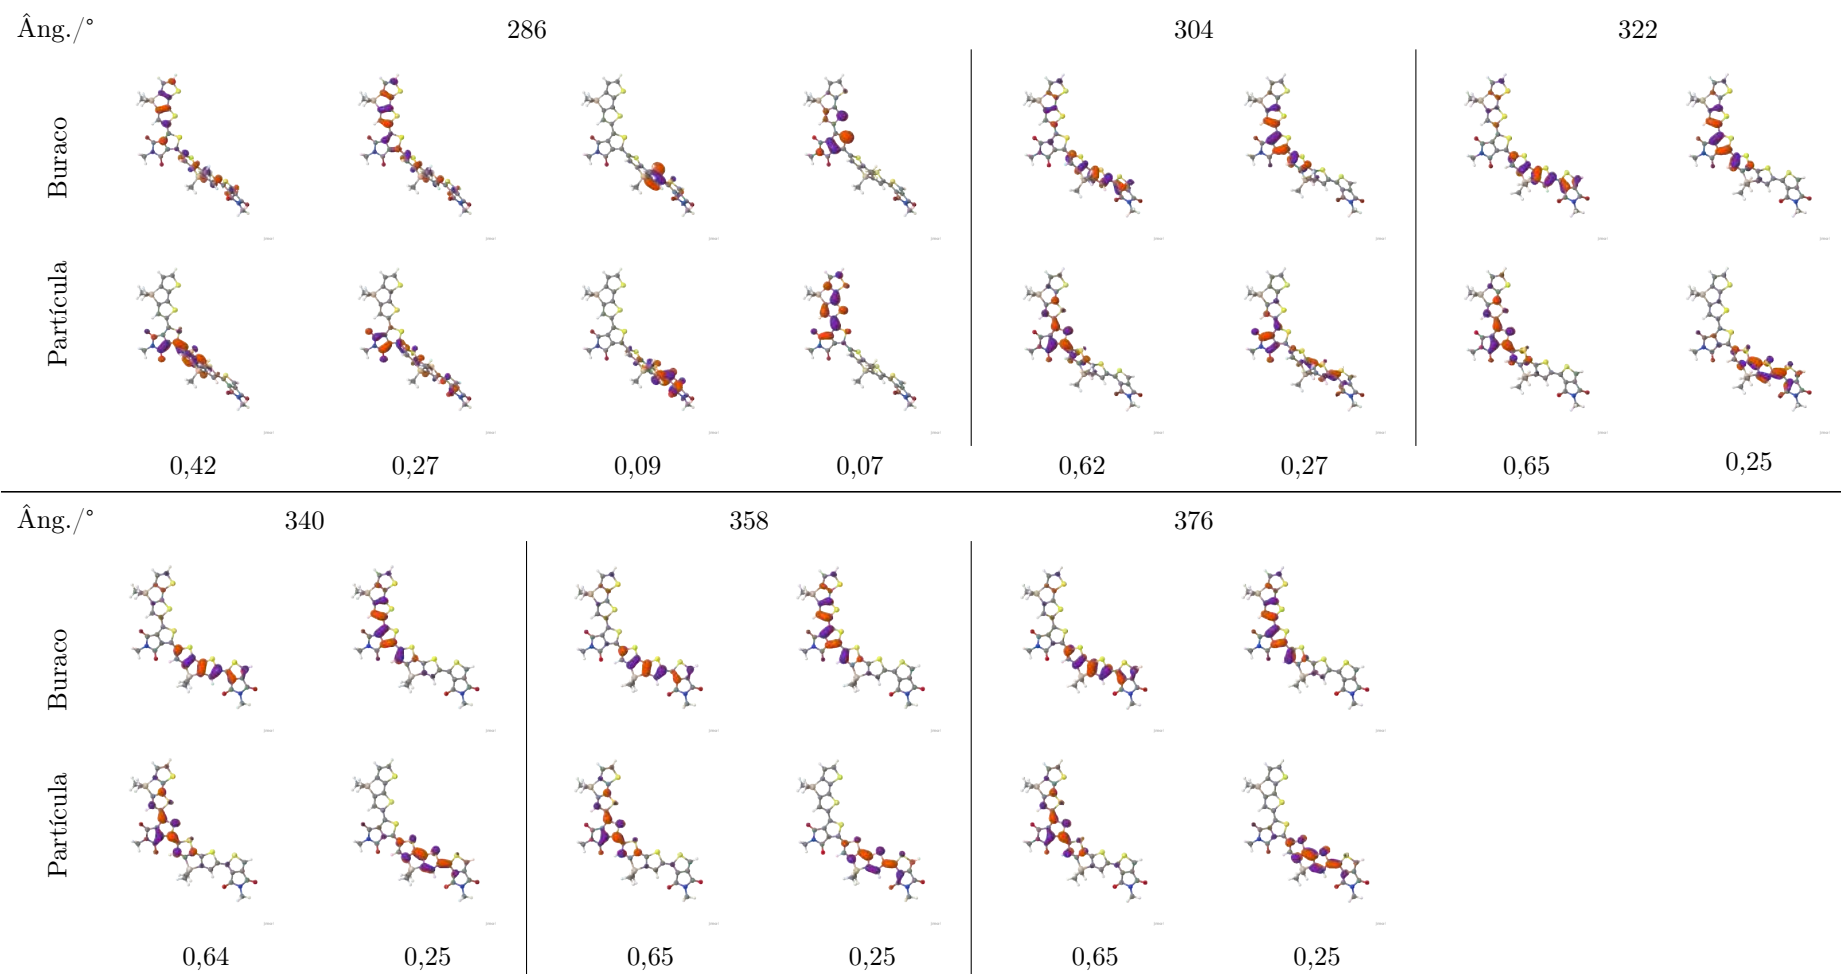 Âng./° 286 304 322
Buraco
Partícula
0,42 0,27 0,09 0,07 0,62 0,27 0,65 0,25
Âng./° 340 358 376
Buraco
Partícula
0,64 0,25 0,65 0,25 0,65 0,25